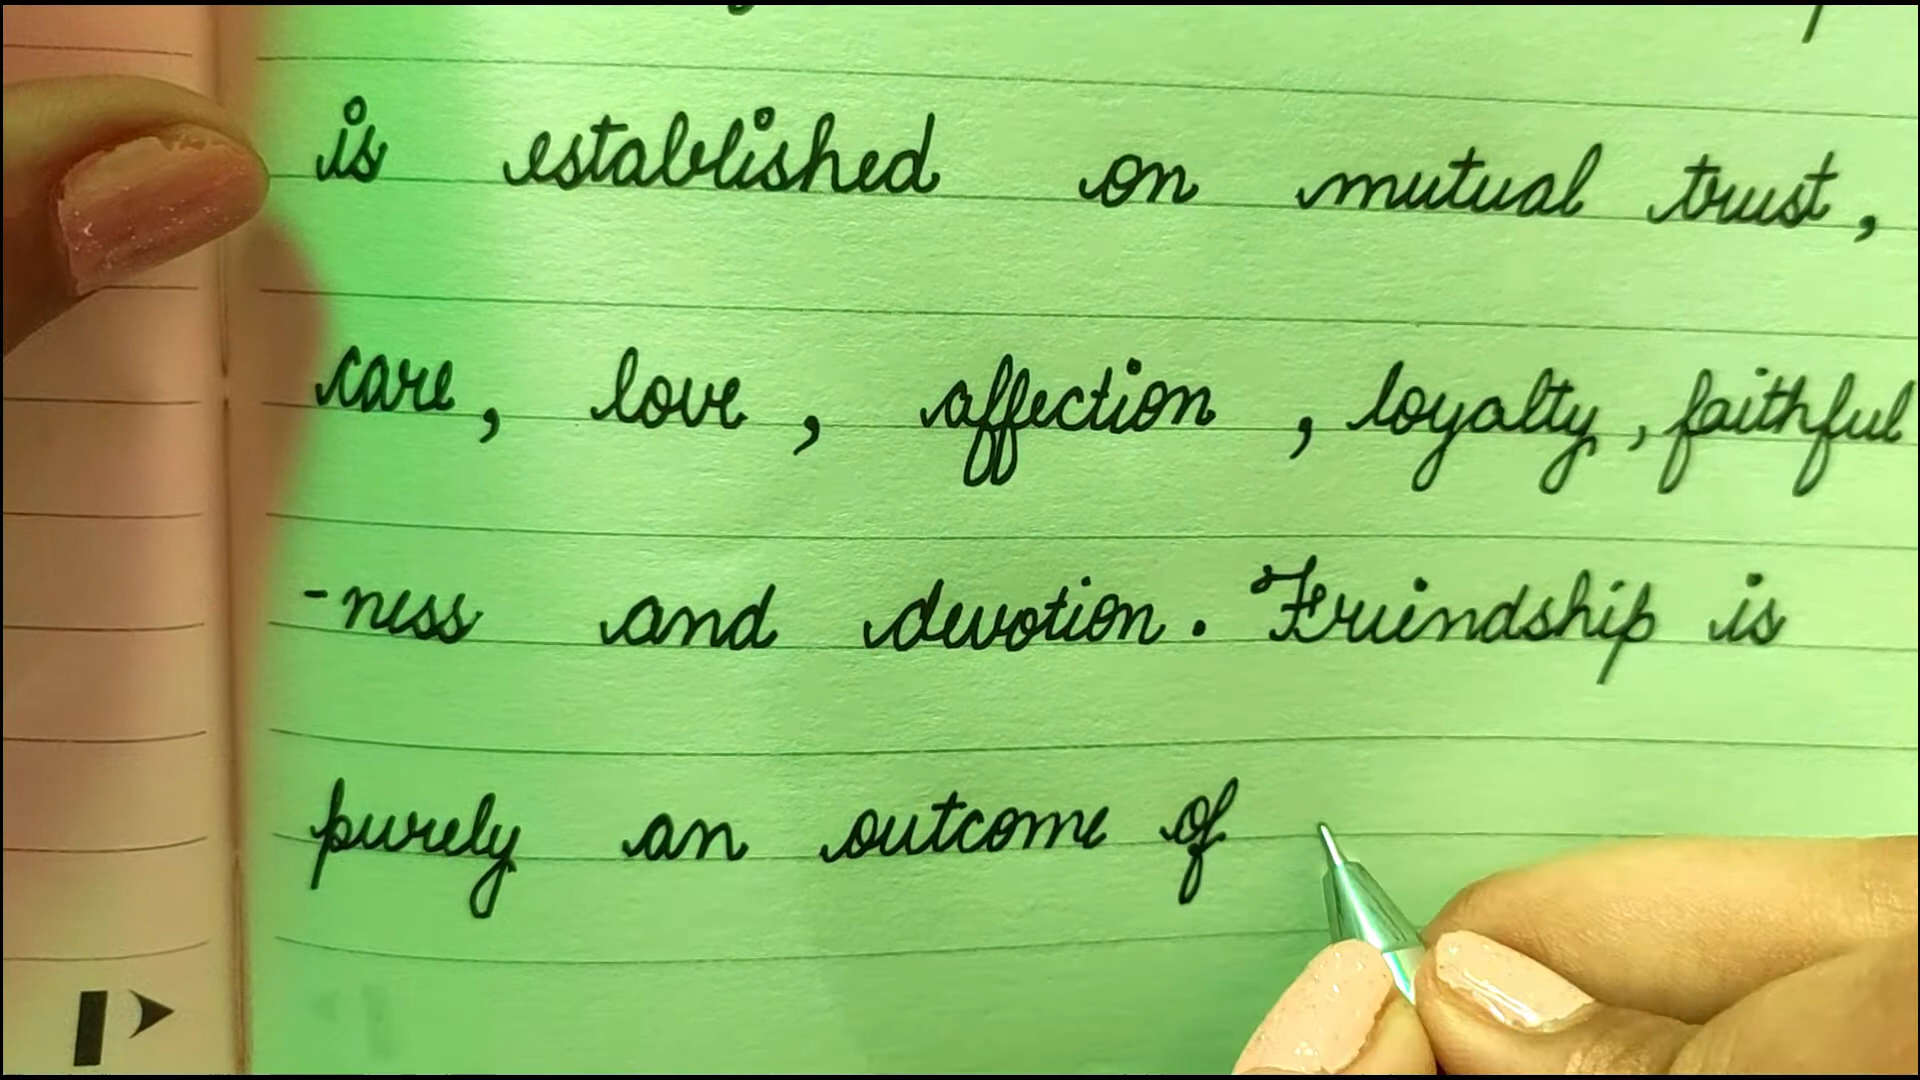 is established on mutual trust,
care, love, affection, loyalty, faithful
-ness and devotion. Friendship is
purely an outcome of